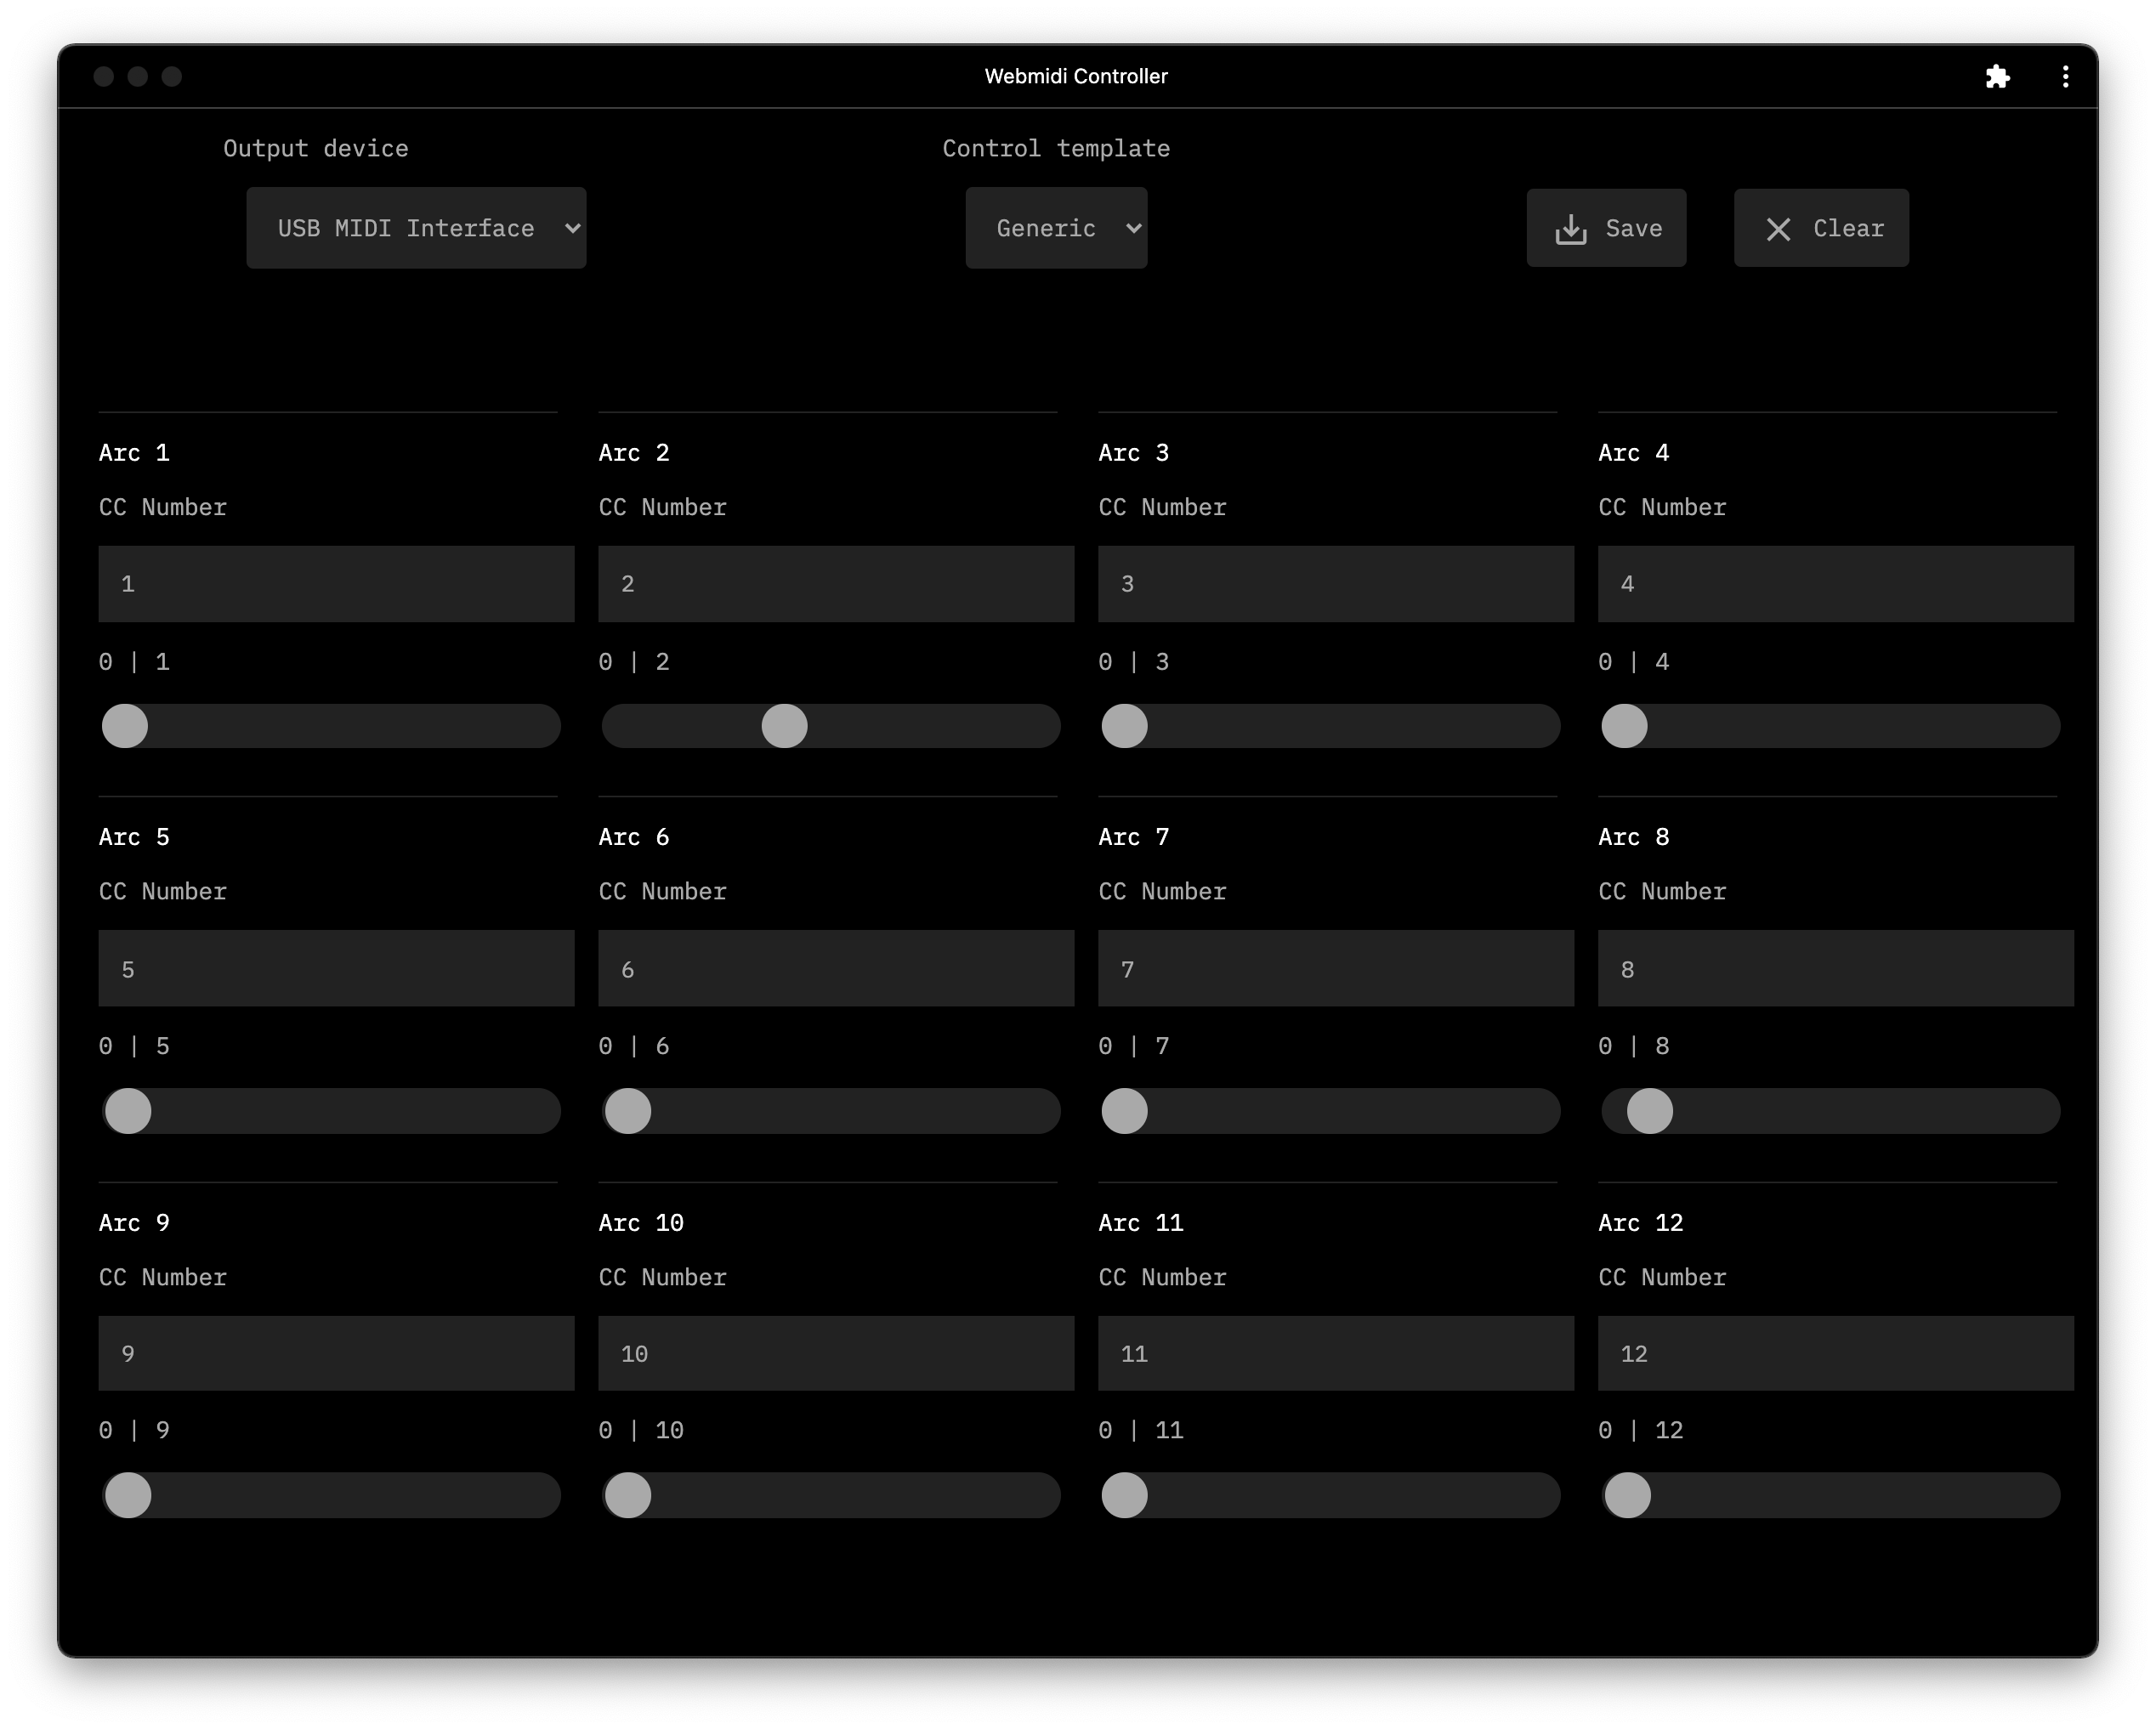 Webmidi Controller
Output device Control template
USB MIDI Interface Generic Save Clear
Arc 1 Arc 2 Arc 3 Arc 4
CC Number CC Number CC Number CC Number
1 2 3 4
0 | 1 0 | 2 0 | 3 0 | 4
Arc 5 Arc 6 Arc 7 Arc 8
CC Number CC Number CC Number CC Number
5 6 7 8
0 | 5 0 | 6 0 | 7 0 | 8
Arc 9 Arc 10 Arc 11 Arc 12
CC Number CC Number CC Number CC Number
9 10 11 12
0 | 9 0 | 10 0 | 11 0 | 12